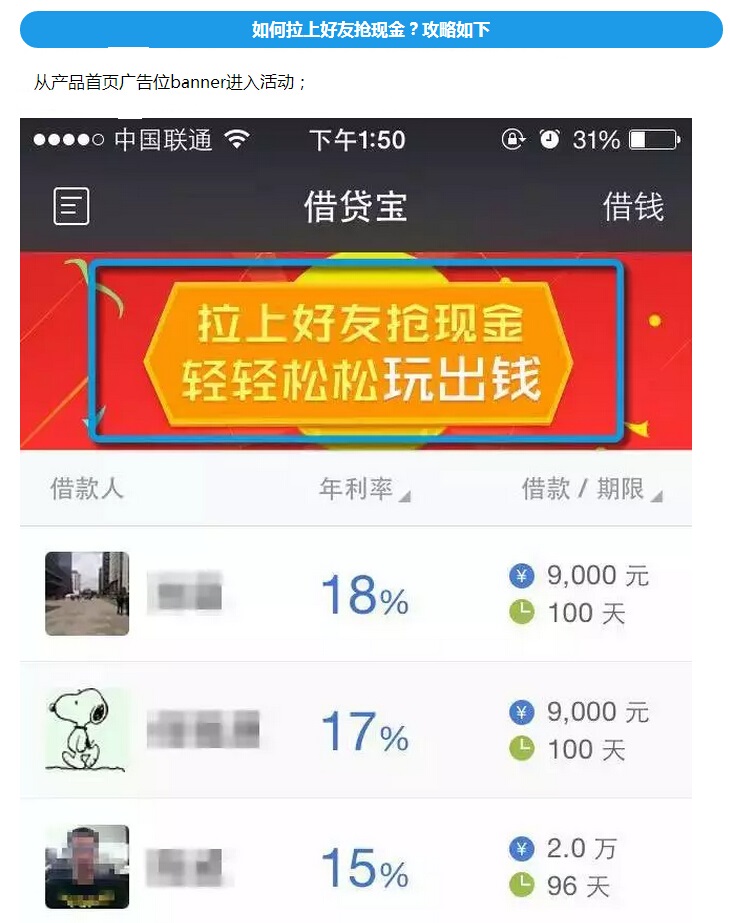 如何拉上好友抢现金？攻略如下
从产品首页广告位banner进入活动；
中国联通 下午1:50 31%
借贷宝 借钱
拉上好友抢现金
轻轻松松玩出钱
借款人 年利率 借款 / 期限
18% ¥ 9,000 元
100 天
17% ¥ 9,000 元
100 天
15% ¥ 2.0 万
96 天